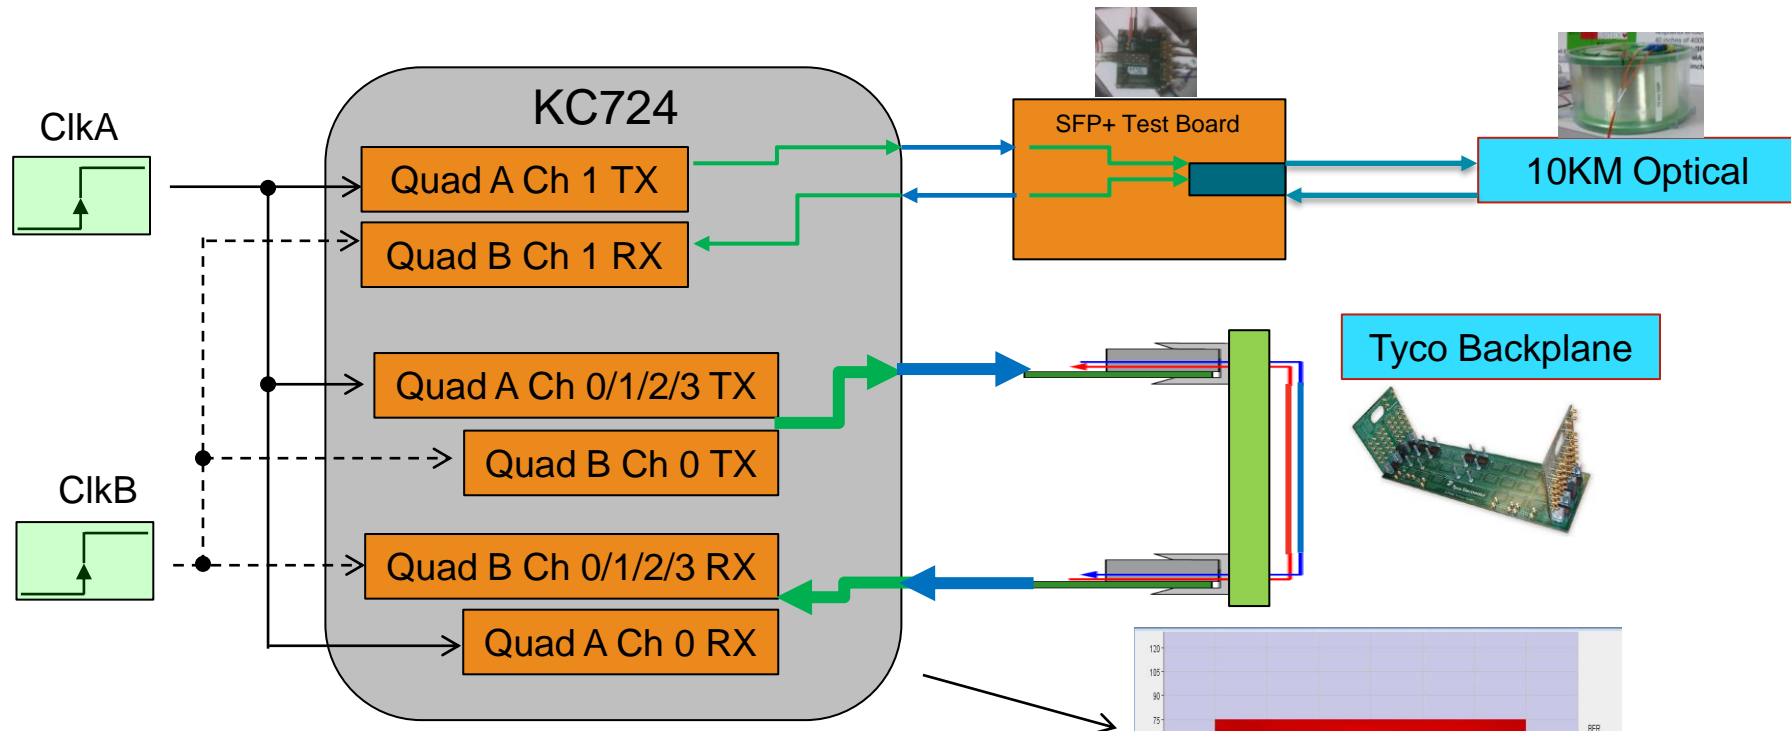 KC724
ClkA
Quad A Ch 1 TX
Quad B Ch 1 RX
SFP+ Test Board
10KM Optical
Quad A Ch 0/1/2/3 TX
Quad B Ch 0 TX
Tyco Backplane
ClkB
Quad B Ch 0/1/2/3 RX
Quad A Ch 0 RX
120
105
90
75
BER